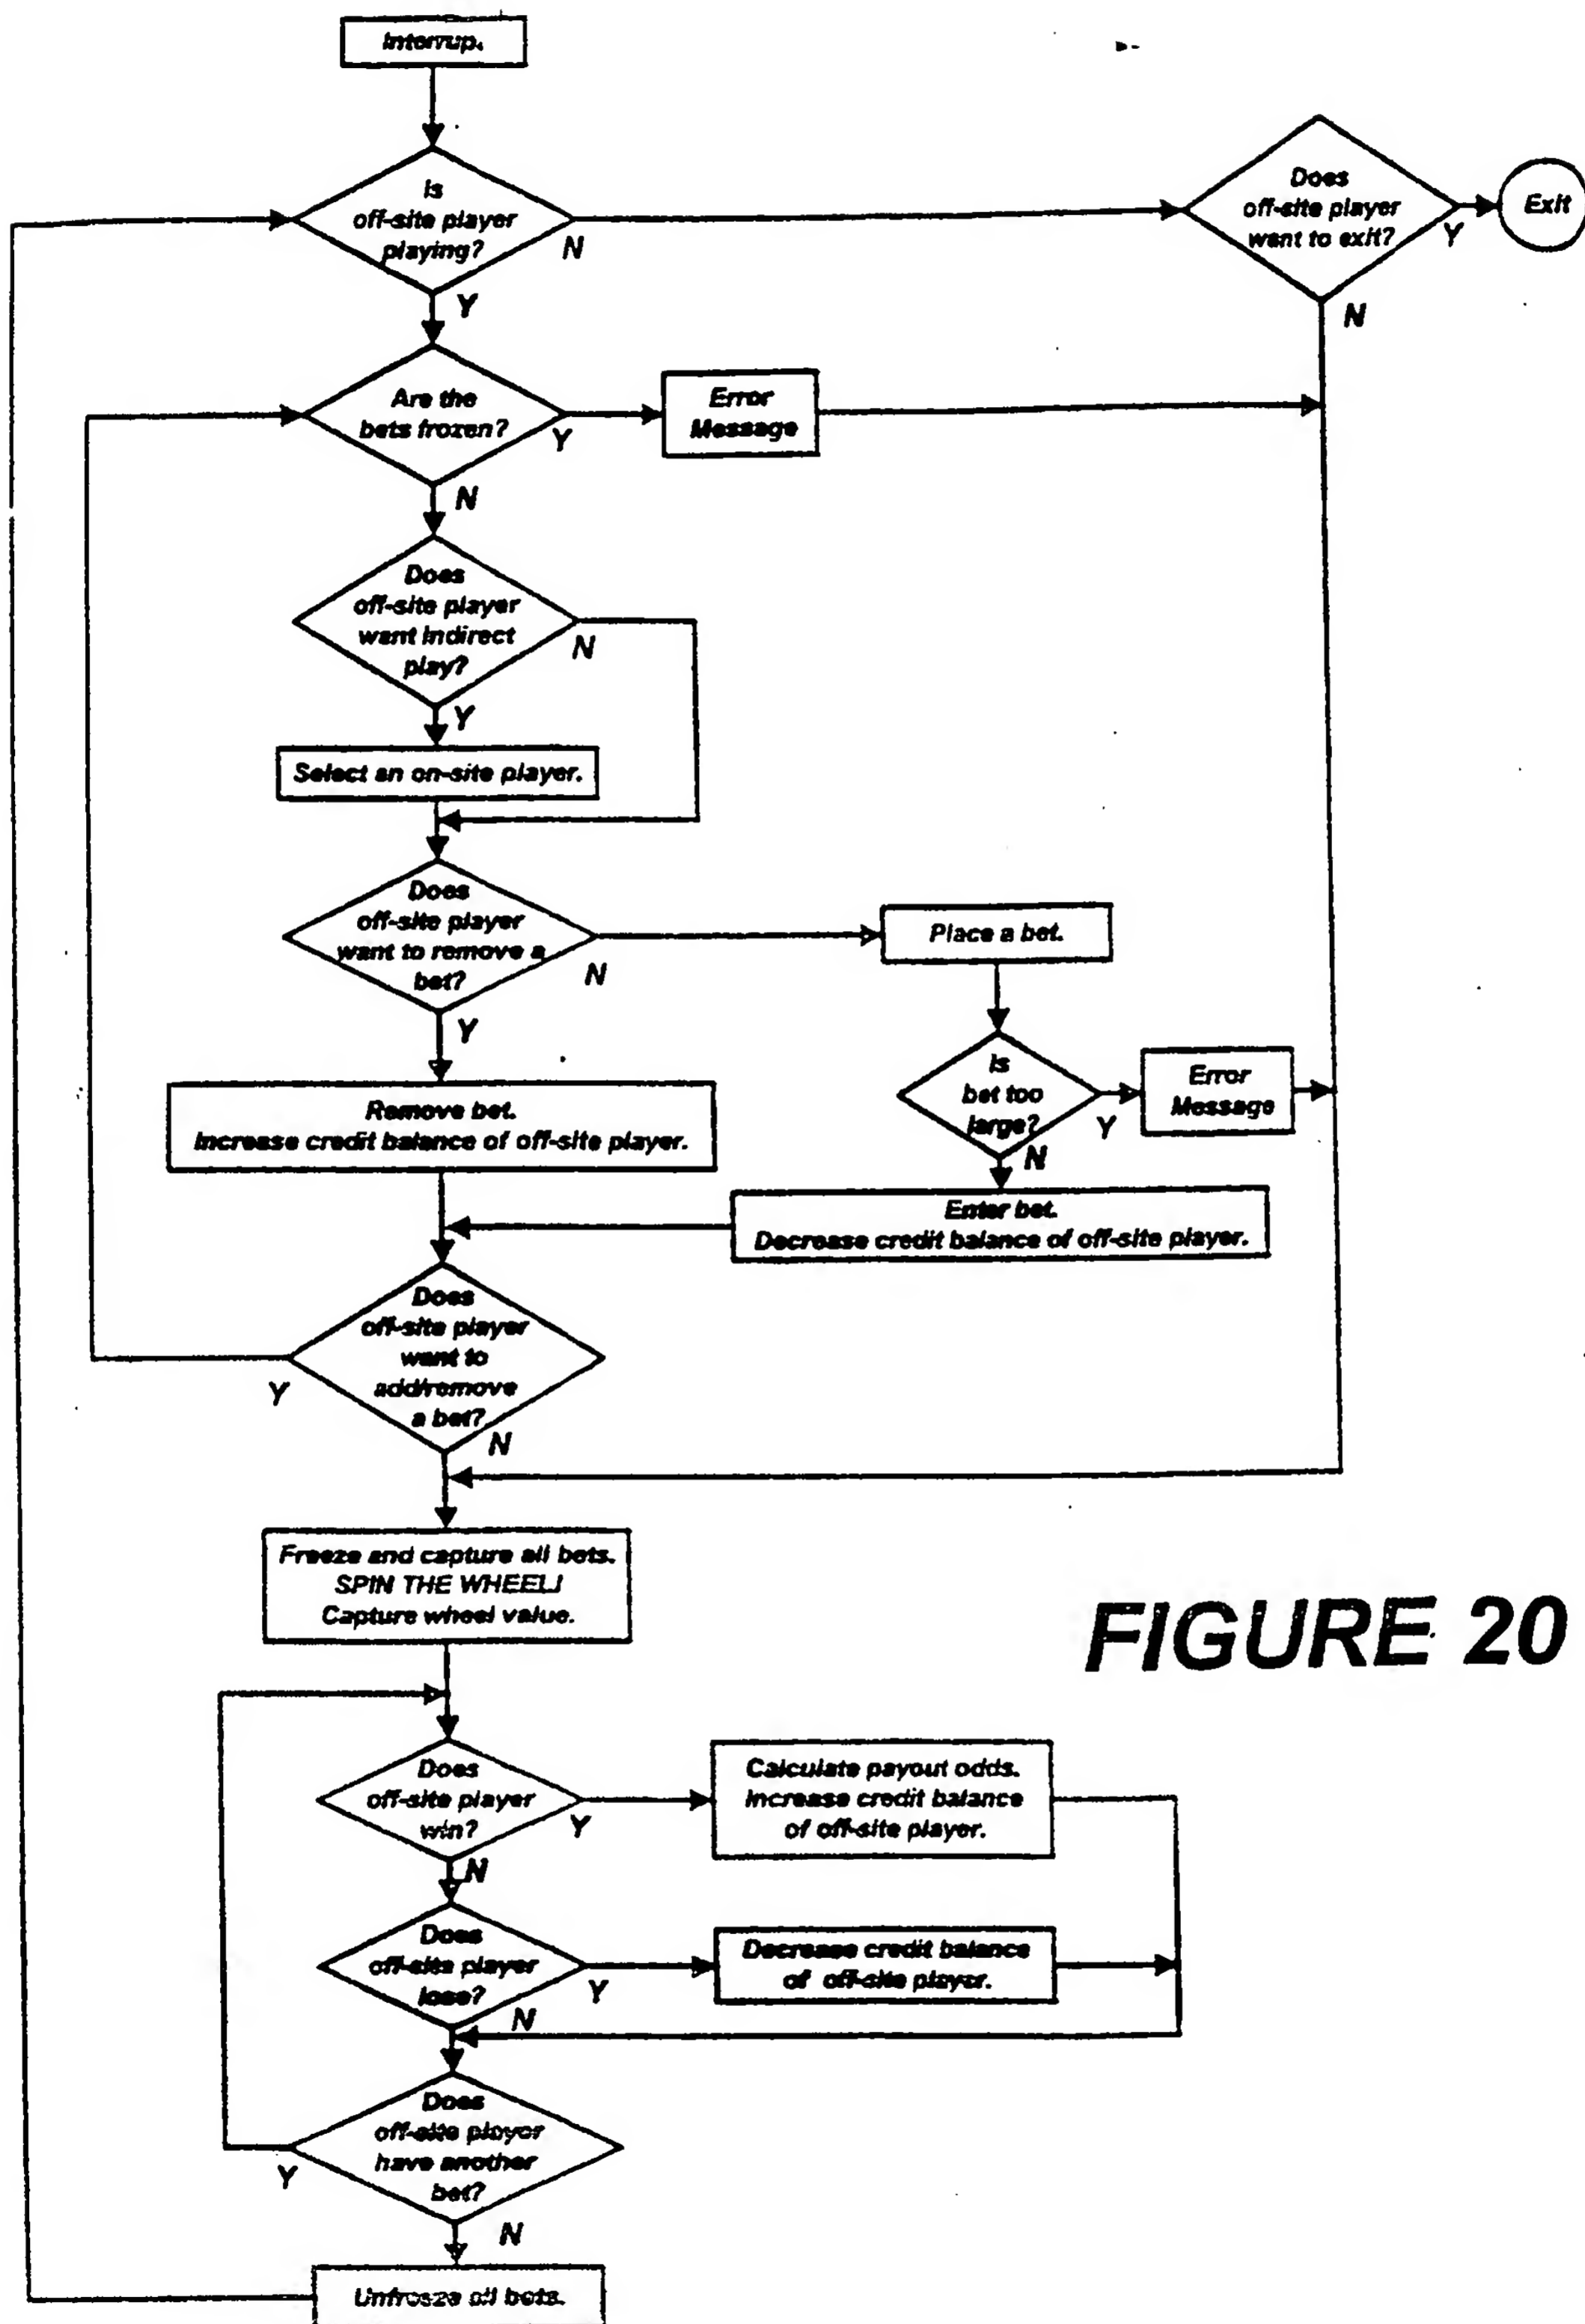 Interrup.
Is
off-site player
playing?
N
Y
Does
off-site player
want to exit?
Y
N
Exit
Are the
bets frozen?
Y
N
Error
Message
Does
off-site player
want indirect
play?
N
Y
Select an on-site player.
Does
off-site player
want to remove a
bet?
N
Y
Place a bet.
Is
bet too
large?
Y
N
Error
Message
Remove bet.
Increase credit balance of off-site player.
Enter bet.
Decrease credit balance of off-site player.
Does
off-site player
want to
add/remove
a bet?
Y
N
Freeze and capture all bets.
SPIN THE WHEEL!
Capture wheel value.
FIGURE 20
Does
off-site player
win?
Y
N
Calculate payout odds.
Increase credit balance
of off-site player.
Does
off-site player
lose?
Y
N
Decrease credit balance
of off-site player.
Does
off-site player
have another
bet?
Y
N
Unfreeze all bets.